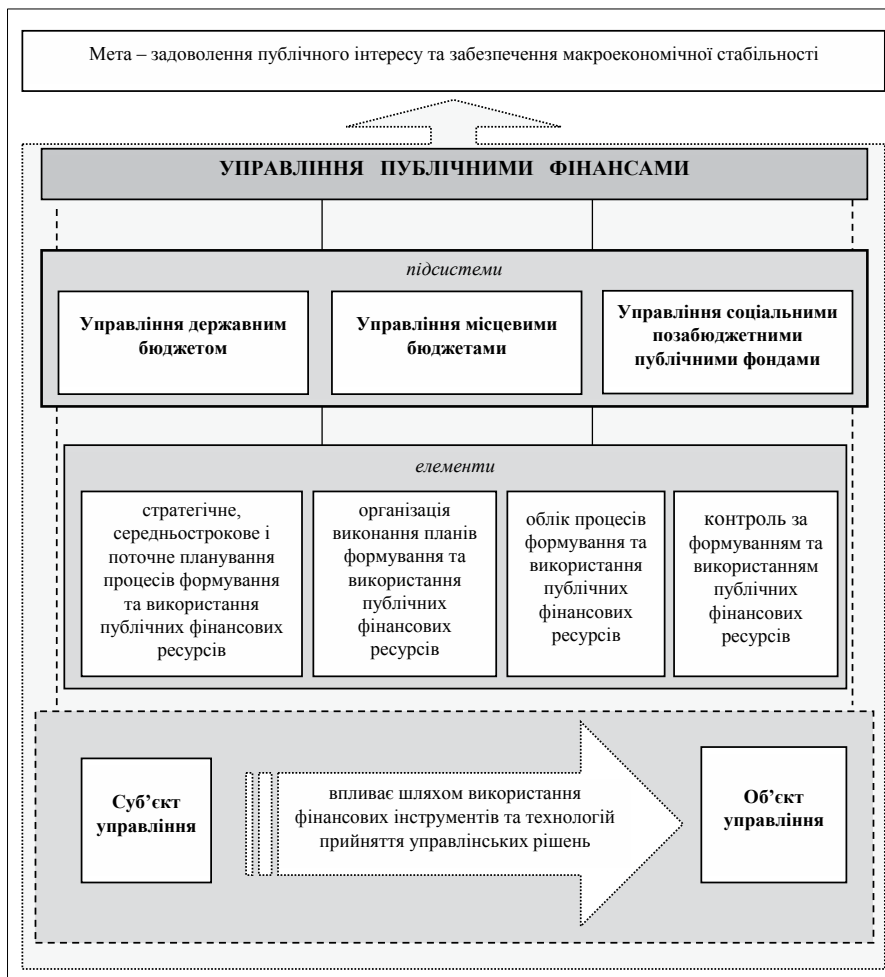 Мета – задоволення публічного інтересу та забезпечення макроекономічної стабільності
УПРАВЛІННЯ ПУБЛІЧНИМИ ФІНАНСАМИ
підсистеми
Управління державним
бюджетом
Управління місцевими
бюджетами
Управління соціальними
позабюджетними
публічними фондами
елементи
стратегічне,
середньострокове і
поточне планування
процесів формування
та використання
публічних фінансових
ресурсів
організація
виконання планів
формування та
використання
публічних
фінансових
ресурсів
облік процесів
формування та
використання
публічних
фінансових
ресурсів
контроль за
формуванням та
використанням
публічних
фінансових
ресурсів
Суб’єкт
управління
впливає шляхом використання
фінансових інструментів та технологій
прийняття управлінських рішень
Об’єкт
управління